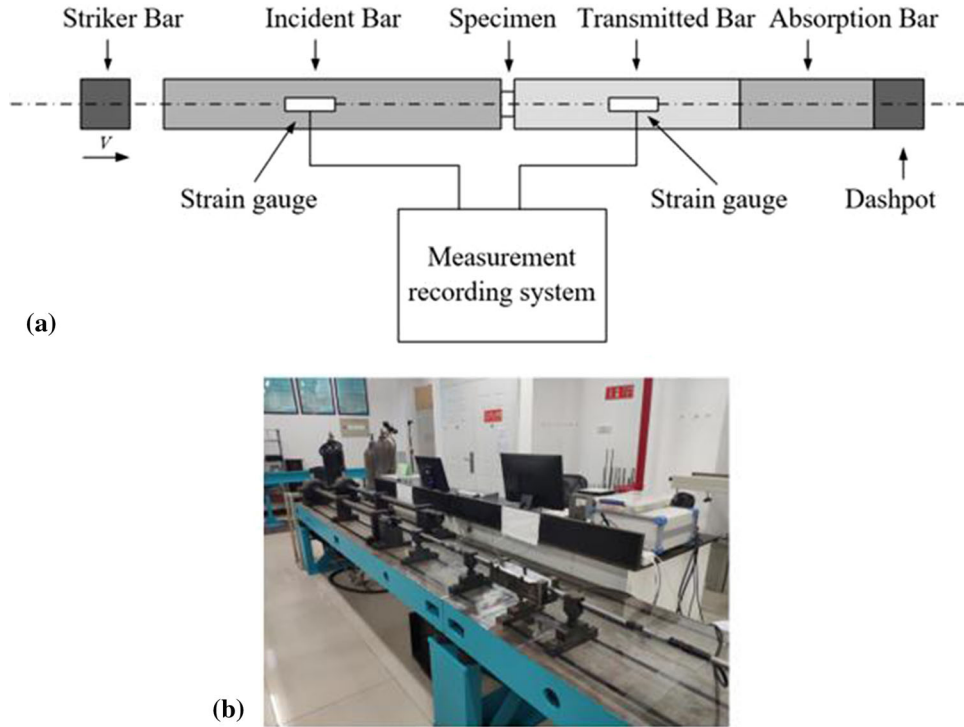 Striker Bar
Incident Bar
Specimen
Transmitted Bar
Absorption Bar
V
Strain gauge
Strain gauge
Dashpot
Measurement
recording system
(a)
(b)